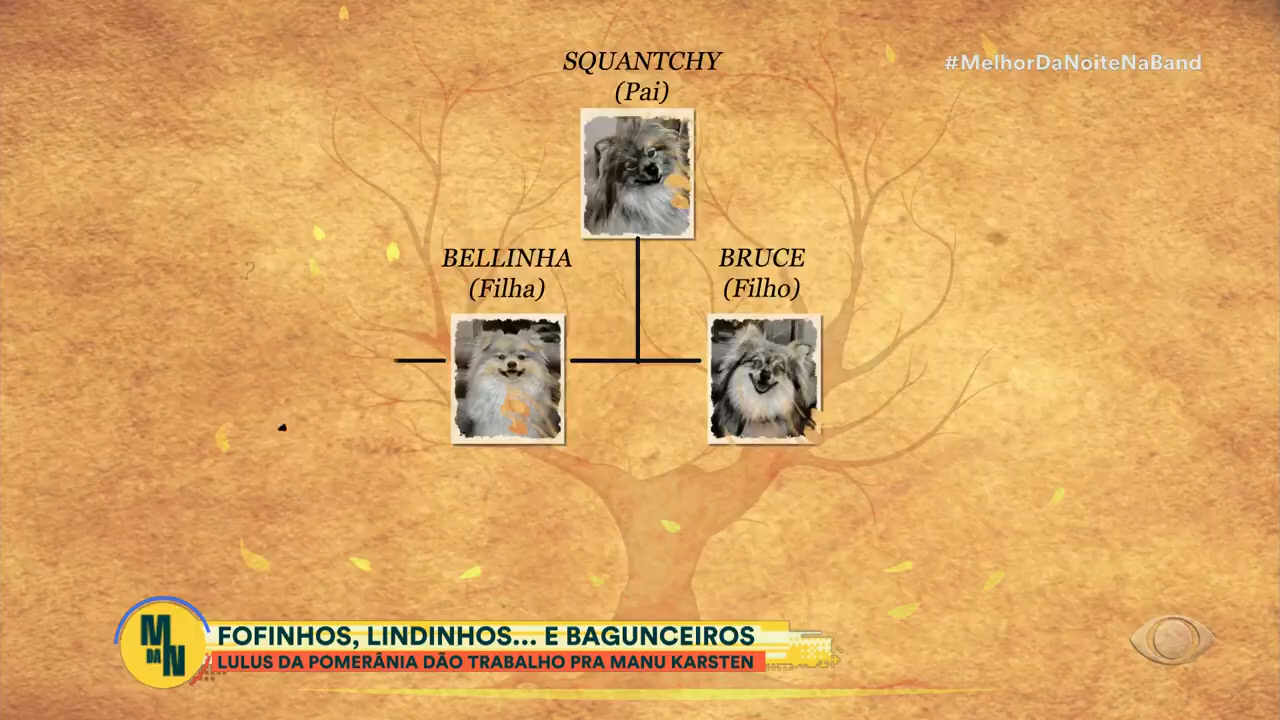 SQUANTCHY
(Pai)
#MelhorDaNoiteNaBand
BELLINHA
(Filha)
BRUCE
(Filho)
?
M
DA
N
FOFINHOS, LINDINHOS... E BAGUNCEIROS
LULUS DA POMERÂNIA DÃO TRABALHO PRA MANU KARSTEN